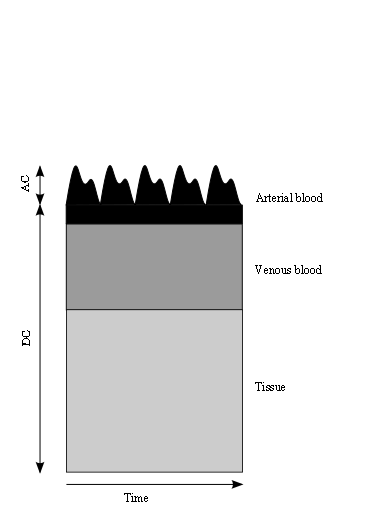 AC
Arterial blood
Venous blood
DC
Tissue
Time